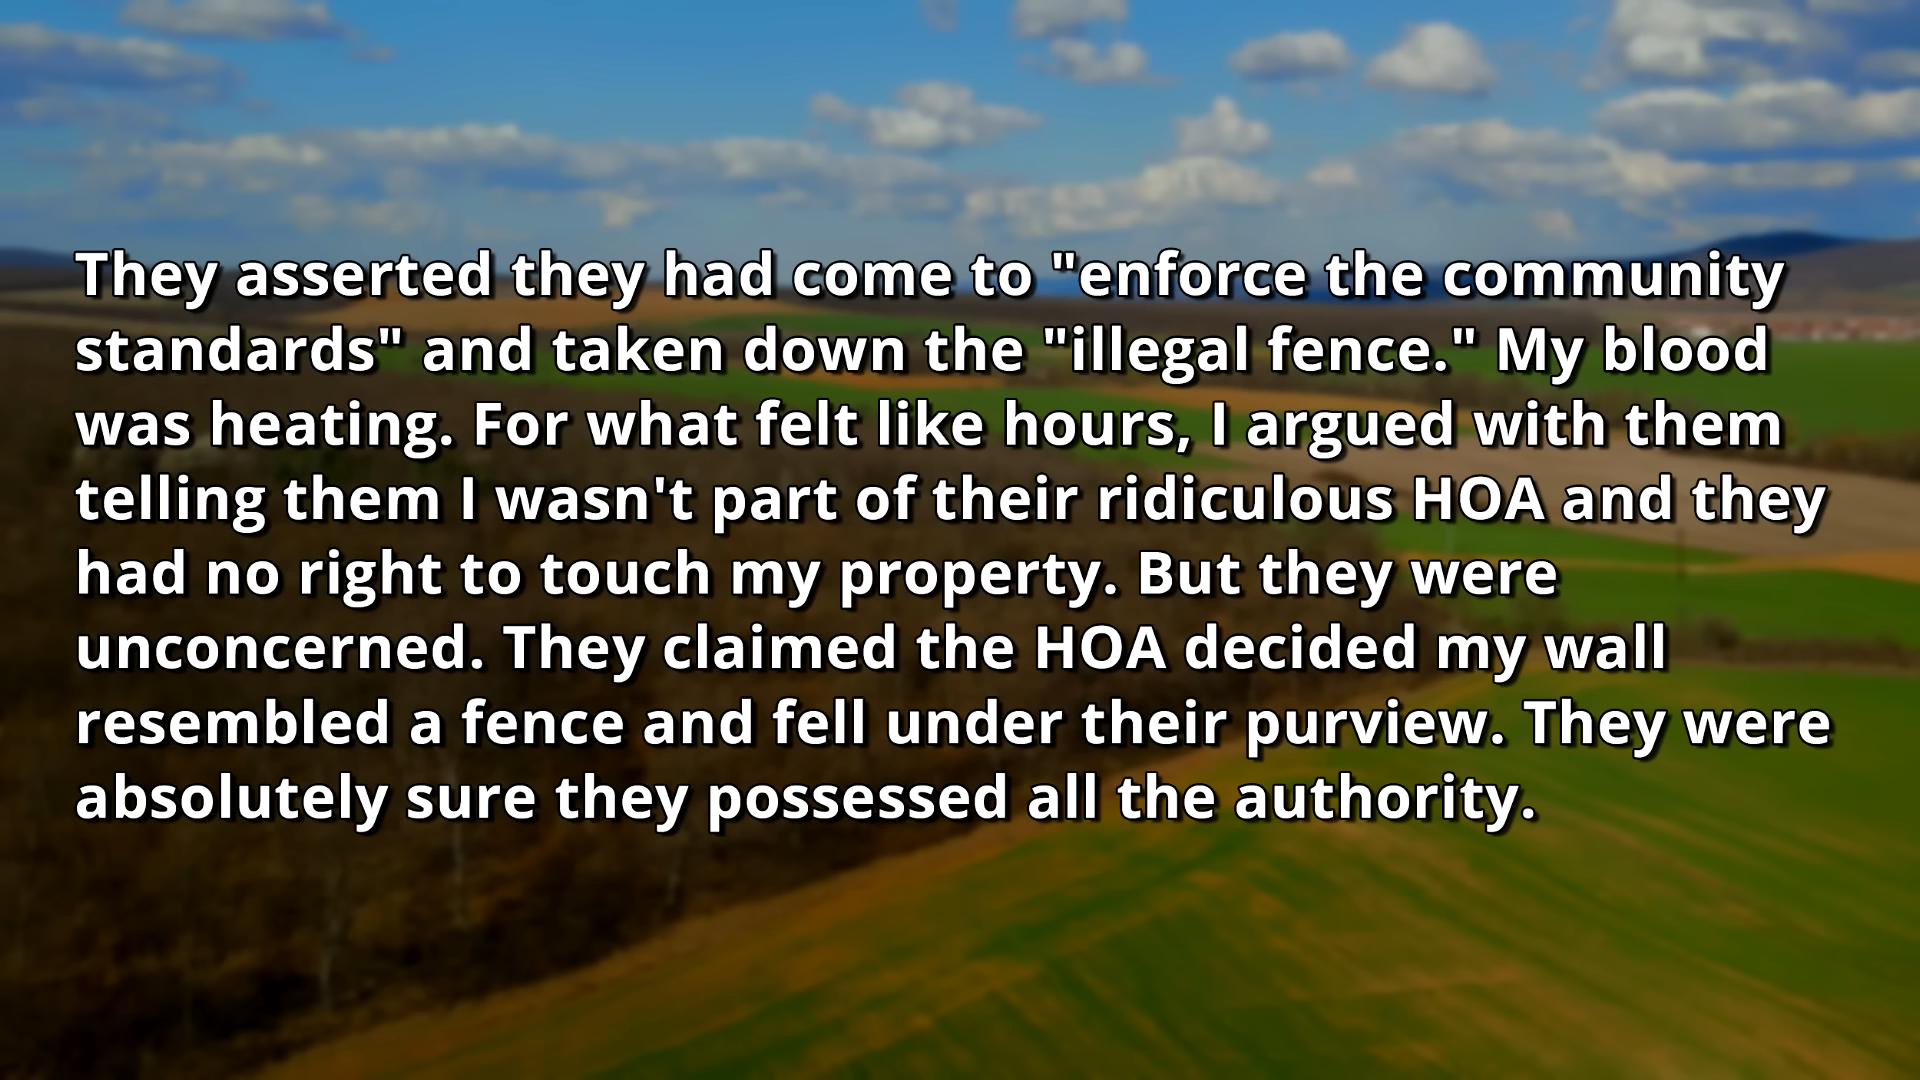 They asserted they had come to "enforce the community
standards" and taken down the "illegal fence." My blood
was heating. For what felt like hours, I argued with them
telling them I wasn't part of their ridiculous HOA and they
had no right to touch my property. But they were
unconcerned. They claimed the HOA decided my wall
resembled a fence and fell under their purview. They were
absolutely sure they possessed all the authority.